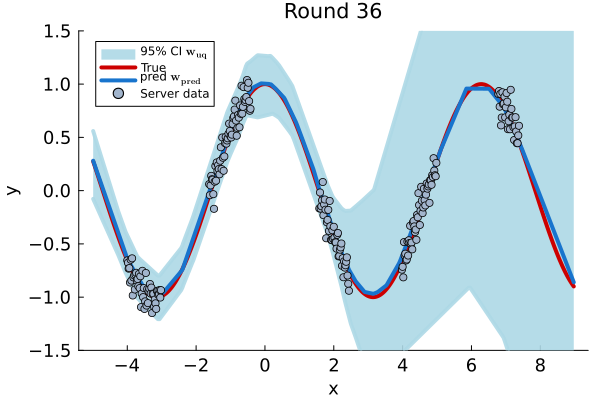 Round 36
1.5
1.0
0.5
0.0
−0.5
−1.0
−1.5
y
95% CI w_uq
True
pred w_pred
Server data
−4 −2 0 2 4 6 8
x